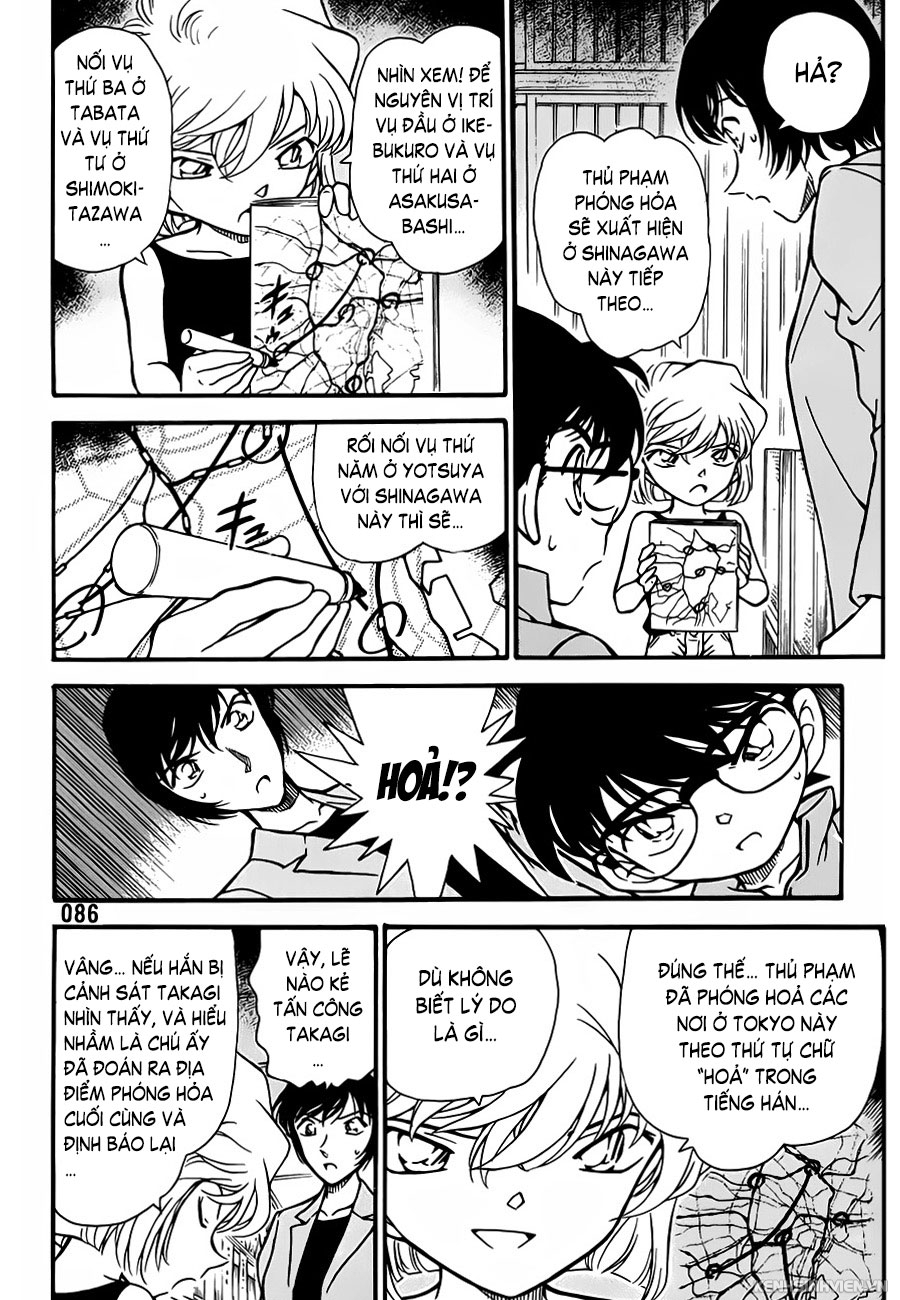 HẢ?
THỦ PHẠM
PHÓNG HỎA
SẼ XUẤT HIỆN
Ở SHINAGAWA
NÀY TIẾP
THEO...
NHÌN XEM! ĐỂ
NGUYÊN VỊ TRÍ
VỤ ĐẦU Ở IKE-
BUKURO VÀ VỤ
THỨ HAI Ở
ASAKUSA-
BASHI...
NỐI VỤ
THỨ BA Ở
TABATA
VÀ VỤ THỨ
TƯ Ở
SHIMOKI-
TAZAWA
...
RỐI NỐI VỤ THỨ
NĂM Ở YOTSUYA
VỚI SHINAGAWA
NÀY THÌ SẼ...
HOẢ!?
086
ĐÚNG THẾ... THỦ PHẠM
ĐÃ PHÓNG HOẢ CÁC
NƠI Ở TOKYO NÀY
THEO THỨ TỰ CHỮ
"HOẢ" TRONG
TIẾNG HÁN...
DÙ KHÔNG
BIẾT LÝ DO
LÀ GÌ...
VẬY, LẼ
NÀO KẺ
TẤN CÔNG
TAKAGI
...
VÂNG... NẾU HẮN BỊ
CẢNH SÁT TAKAGI
NHÌN THẤY, VÀ HIỂU
NHẦM LÀ CHÚ ẤY
ĐÃ ĐOÁN RA ĐỊA
ĐIỂM PHÓNG HỎA
CUỐI CÙNG VÀ
ĐỊNH BÁO LẠI
...
KENHSINHVIEN.VN